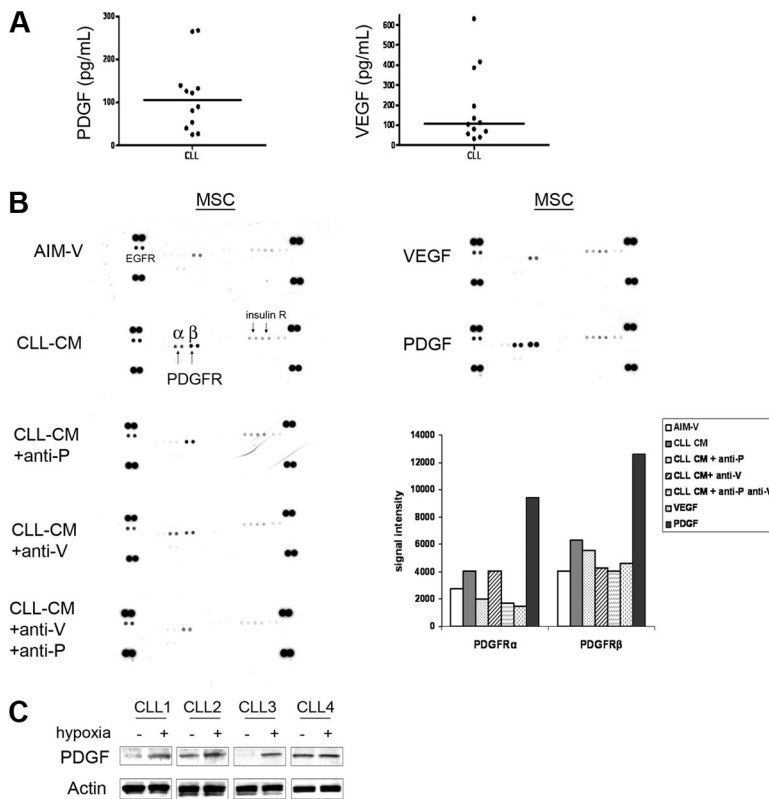 A
PDGF (pg/mL)
300
200
100
0
CLL
VEGF (pg/mL)
600
500
400
300
200
150
100
50
0
CLL
B
MSC
AIM-V
EGFR
CLL-CM
α β
PDGFR
insulin R
CLL-CM
+anti-P
CLL-CM
+anti-V
CLL-CM
+anti-V
+anti-P
MSC
VEGF
PDGF
signal intensity
14000
12000
10000
8000
6000
4000
2000
0
PDGFRα
PDGFRβ
AIM-V
CLL CM
CLL CM + anti-P
CLL CM+ anti-V
CLL CM + anti-P anti-V
VEGF
PDGF
C
CLL1 CLL2 CLL3 CLL4
hypoxia - + - + - + - +
PDGF
Actin